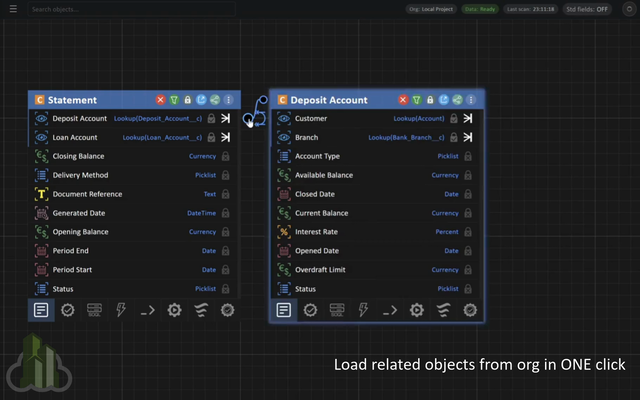 Search objects...
Org: Local Project
Data: Ready
Last scan: 23:11:18
Std fields: OFF
C Statement
Deposit Account Lookup(Deposit_Account__c)
Loan Account Lookup(Loan_Account__c)
Closing Balance Currency
Delivery Method Picklist
Document Reference Text
Generated Date DateTime
Opening Balance Currency
Period End Date
Period Start Date
Status Picklist
C Deposit Account
Customer Lookup(Account)
Branch Lookup(Bank_Branch__c)
Account Type Picklist
Available Balance Currency
Closed Date Date
Current Balance Currency
Interest Rate Percent
Opened Date Date
Overdraft Limit Currency
Status Picklist
Load related objects from org in ONE click